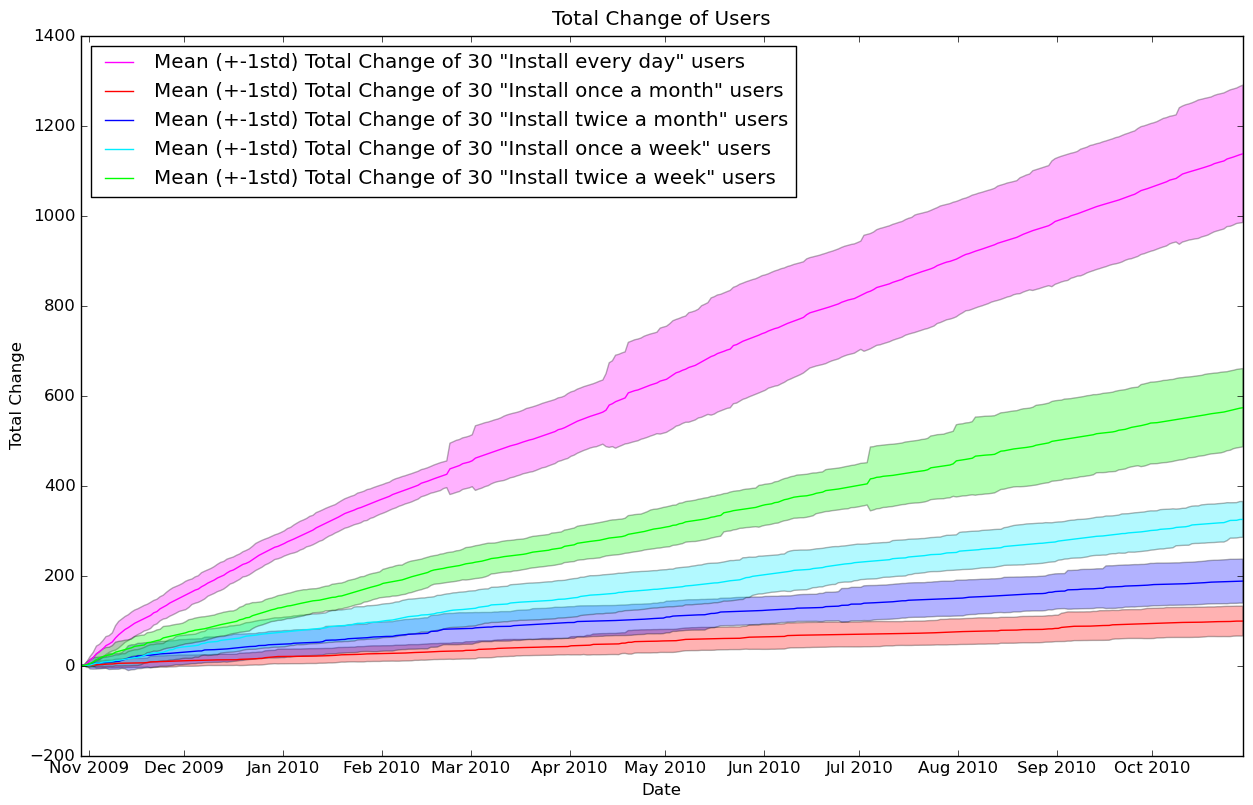 Total Change of Users
1400
1200
1000
800
600
400
200
0
−200
Total Change
Mean (+-1std) Total Change of 30 "Install every day" users
Mean (+-1std) Total Change of 30 "Install once a month" users
Mean (+-1std) Total Change of 30 "Install twice a month" users
Mean (+-1std) Total Change of 30 "Install once a week" users
Mean (+-1std) Total Change of 30 "Install twice a week" users
Nov 2009 Dec 2009 Jan 2010 Feb 2010 Mar 2010 Apr 2010 May 2010 Jun 2010 Jul 2010 Aug 2010 Sep 2010 Oct 2010
Date